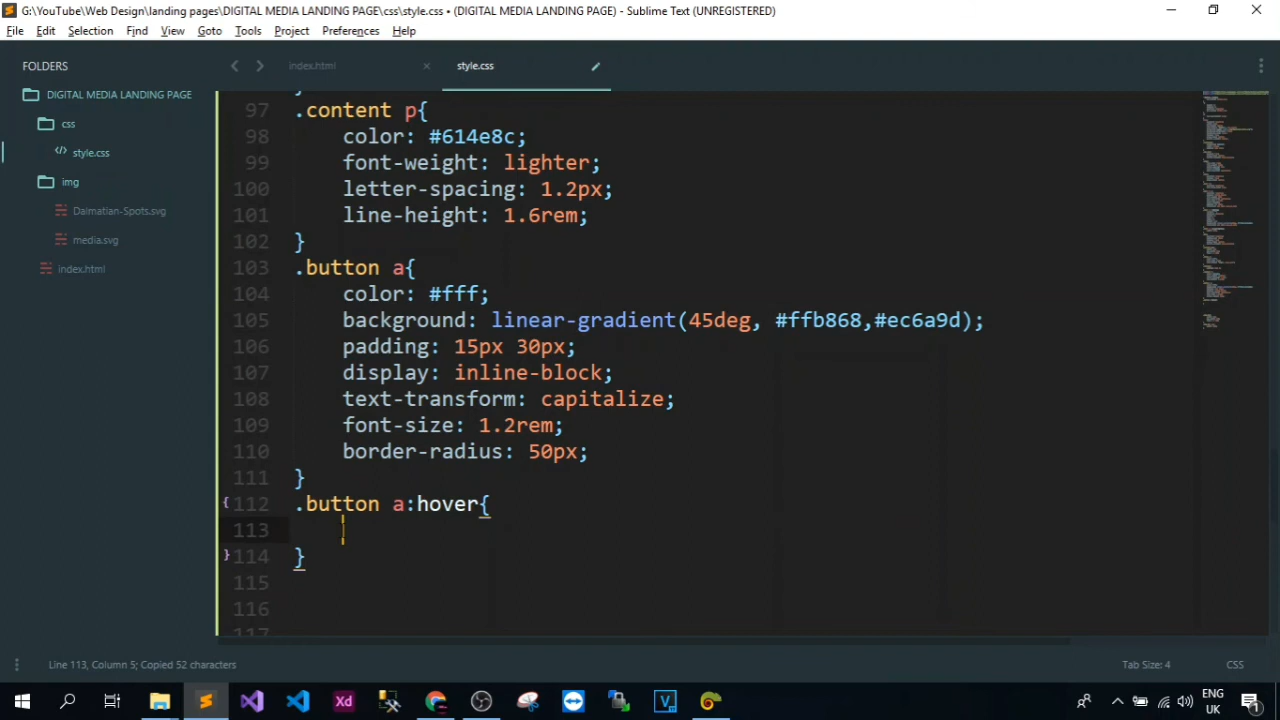 G:\YouTube\Web Design\landing pages\DIGITAL MEDIA LANDING PAGE\css\style.css • (DIGITAL MEDIA LANDING PAGE) - Sublime Text (UNREGISTERED)
File Edit Selection Find View Goto Tools Project Preferences Help
FOLDERS
DIGITAL MEDIA LANDING PAGE
css
style.css
img
Dalmatian-Spots.svg
media.svg
index.html
index.html style.css
97 .content p{
98 color: #614e8c;
99 font-weight: lighter;
100 letter-spacing: 1.2px;
101 line-height: 1.6rem;
102 }
103 .button a{
104 color: #fff;
105 background: linear-gradient(45deg, #ffb868,#ec6a9d);
106 padding: 15px 30px;
107 display: inline-block;
108 text-transform: capitalize;
109 font-size: 1.2rem;
110 border-radius: 50px;
111 }
112 .button a:hover{
113
114 }
115
116
117
Line 113, Column 5; Copied 52 characters Tab Size: 4 CSS
Xd ENG
UK
1